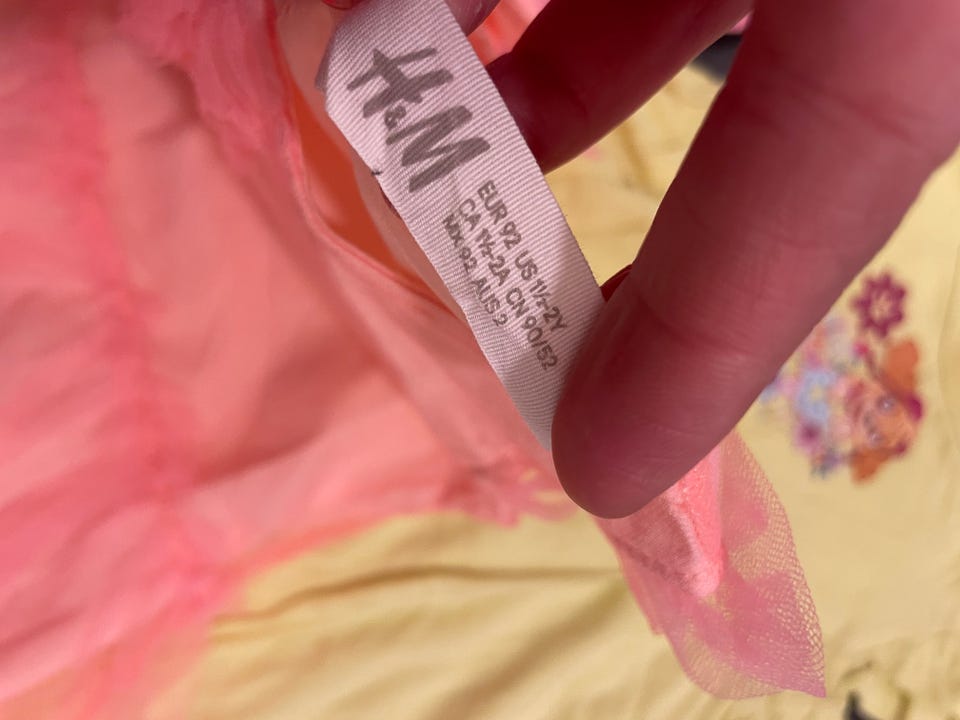 H&M
EUR 92 US 1½-2Y
CA 1½-2A CN 90/52
MX 92 AUS 2